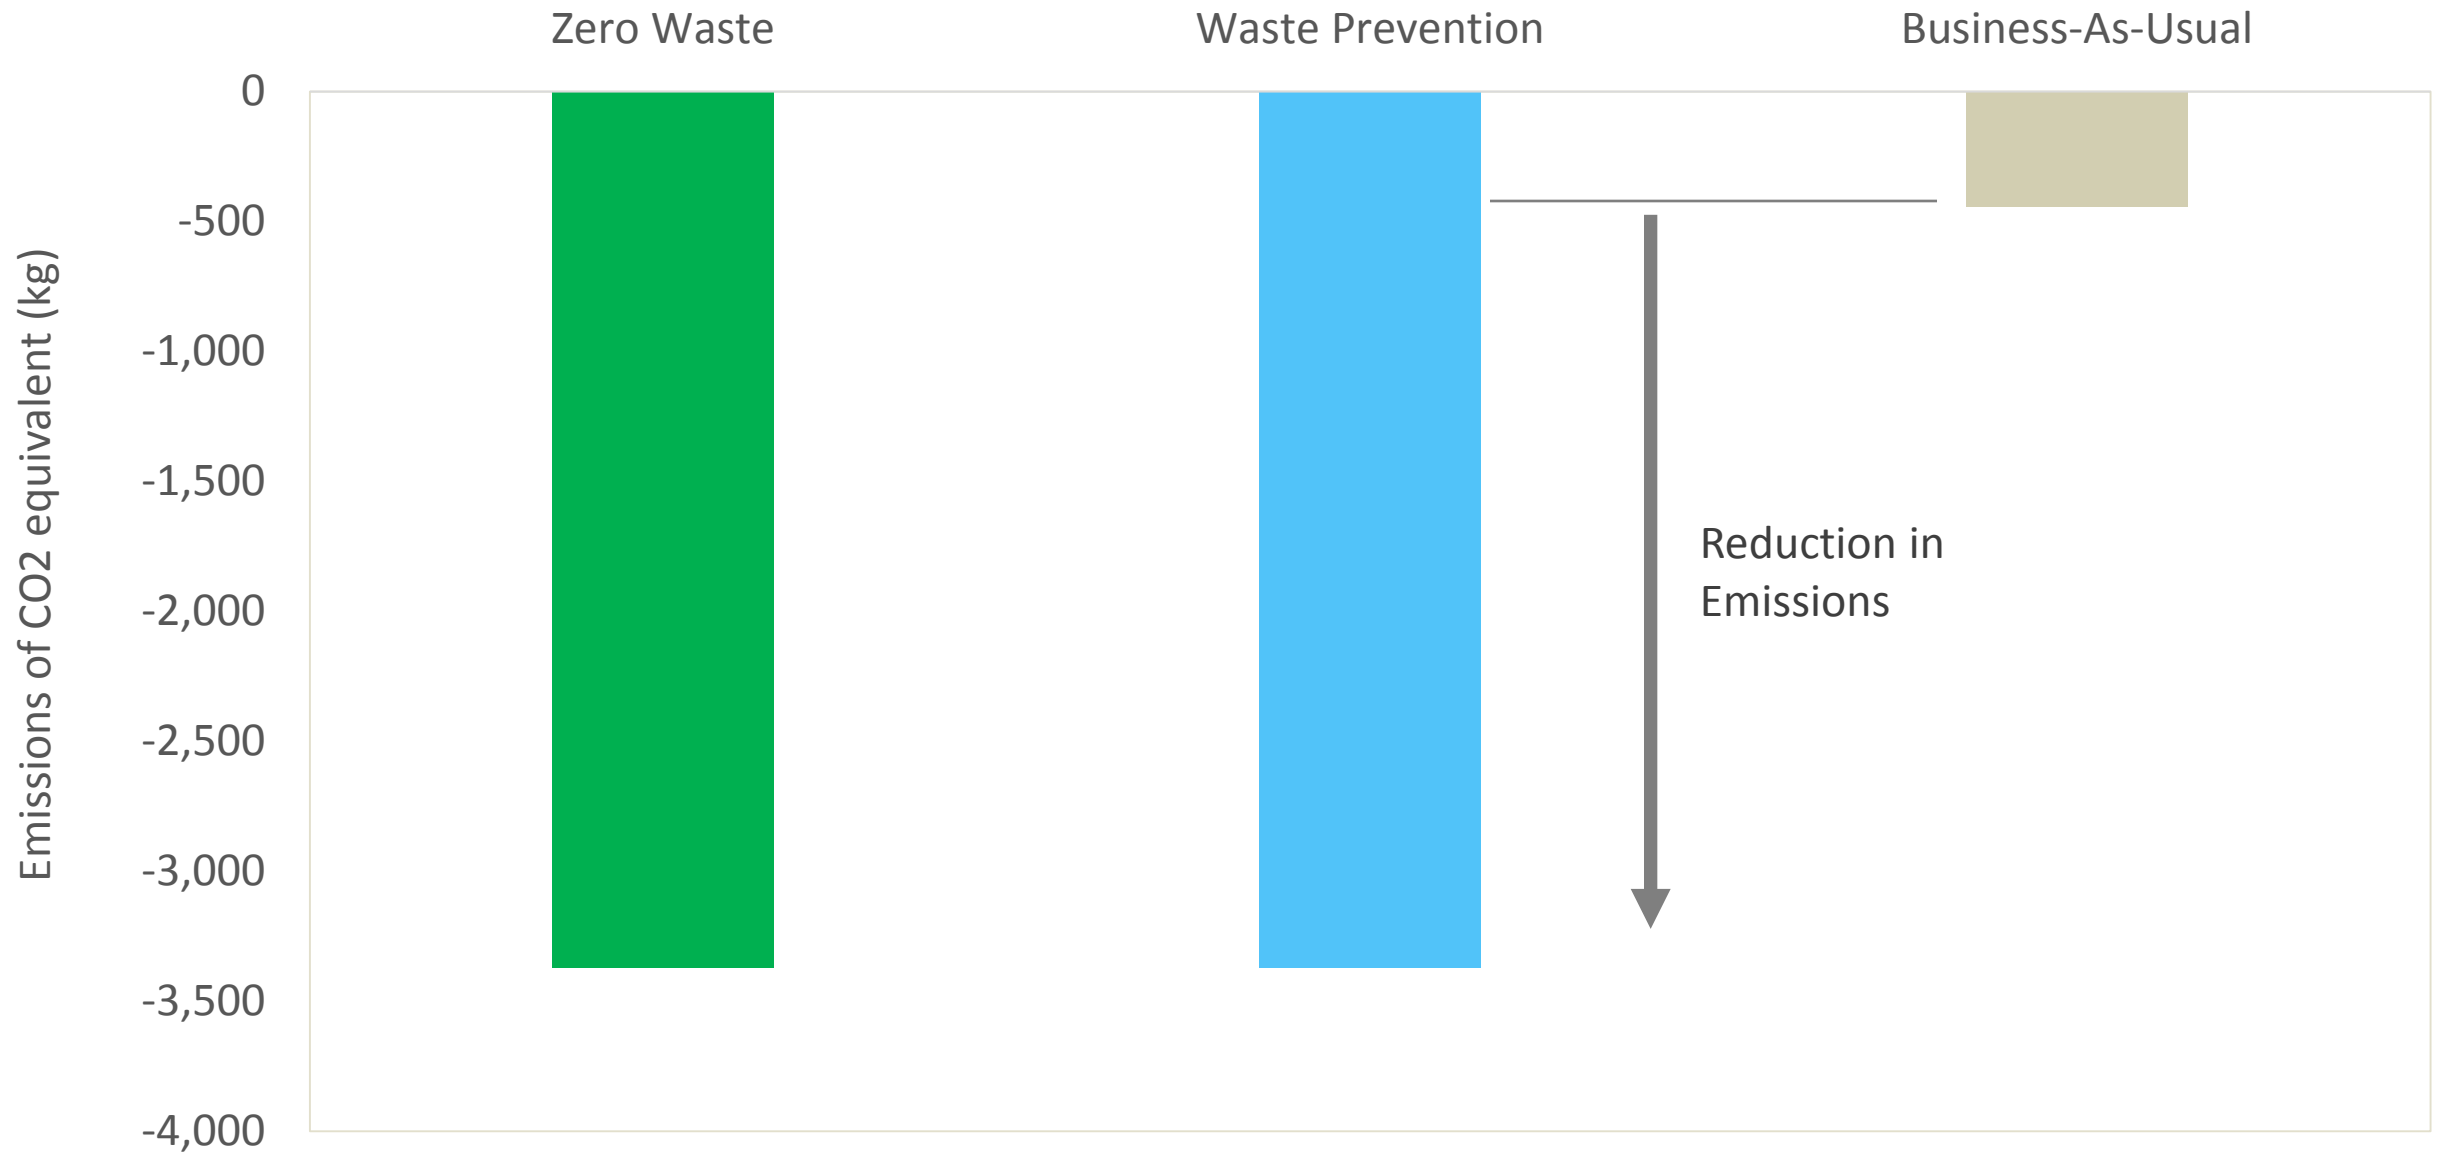 Zero Waste
Waste Prevention
Business-As-Usual
0
-500
-1,000
-1,500
-2,000
-2,500
-3,000
-3,500
-4,000
Emissions of CO2 equivalent (kg)
Reduction in
Emissions